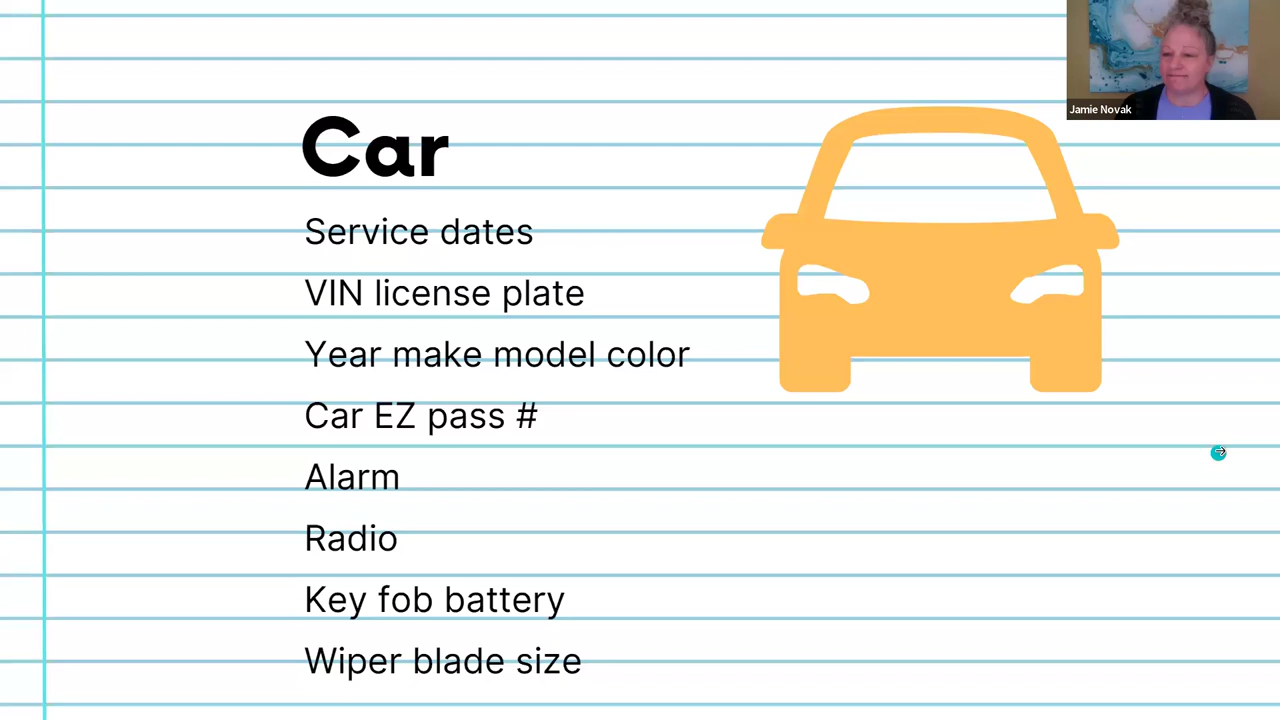 Jamie Novak
Car
Service dates
VIN license plate
Year make model color
Car EZ pass #
Alarm
Radio
Key fob battery
Wiper blade size